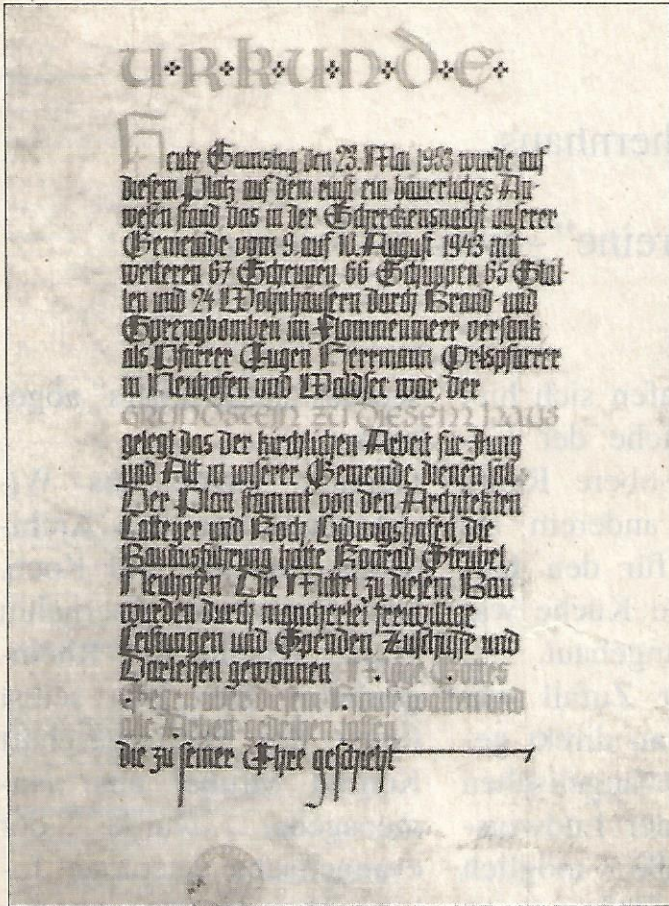 U·R·K·U·N·D·E·
Heute Samstag den 23. Mai 1953 wurde auf
diesem Platz auf dem einst ein bäuerliches An-
wesen stand das in der Schreckensnacht unserer
Gemeinde vom 9. auf 10. August 1943 mit
weiteren 67 Scheunen 66 Schuppen 65 Stäl-
len und 24 Wohnhäusern durch Brand- und
Sprengbomben im Flammenmeer versank
als Pfarrer Eugen Herrmann Ortspfarrer
in Neuhofen und Waldsee war, der
GRUNDSTEIN ZU DIESEM HAUS
gelegt das der kirchlichen Arbeit für Jung
und Alt in unserer Gemeinde dienen soll.
Der Plan stammt von den Architekten
Latteyer und Koch, Ludwigshafen die
Bauausführung hatte Konrad Strubel,
Neuhofen. Die Mittel zu diesem Bau
wurden durch mancherlei freiwillige
Leistungen und Spenden Zuschüsse und
Darlehen gewonnen Möge Gottes
Segen über diesem Hause walten und
alle Arbeit gedeihen lassen,
die zu seiner Ehre geschieht